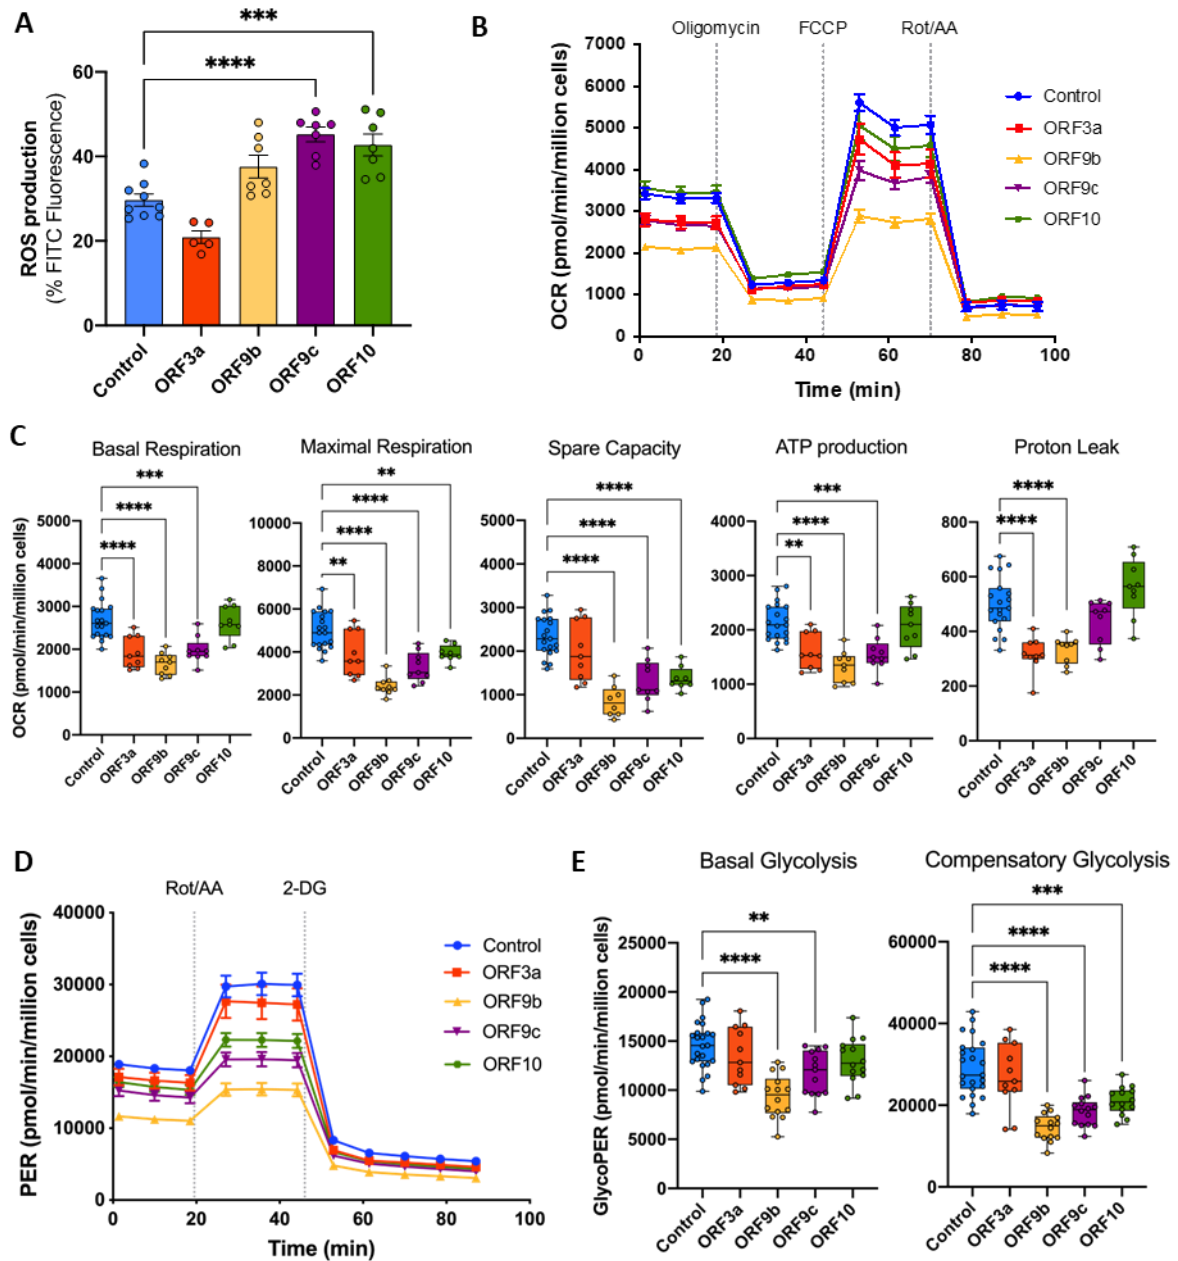 A
***
****
ROS production
(% FITC Fluorescence)
60
40
20
0
Control
ORF3a
ORF9b
ORF9c
ORF10
B
Oligomycin
FCCP
Rot/AA
OCR (pmol/min/million cells)
7000
6000
5000
4000
3000
2000
1000
0
0
20
40
60
80
100
Time (min)
Control
ORF3a
ORF9b
ORF9c
ORF10
C
Basal Respiration
***
****
****
OCR (pmol/min/million cells)
5000
4000
3000
2000
1000
0
Control
ORF3a
ORF9b
ORF9c
ORF10
Maximal Respiration
**
****
****
**
10000
8000
6000
4000
2000
0
Control
ORF3a
ORF9b
ORF9c
ORF10
Spare Capacity
****
****
****
5000
4000
3000
2000
1000
0
Control
ORF3a
ORF9b
ORF9c
ORF10
ATP production
***
****
**
4000
3000
2000
1000
0
Control
ORF3a
ORF9b
ORF9c
ORF10
Proton Leak
****
****
800
600
400
200
0
Control
ORF3a
ORF9b
ORF9c
ORF10
D
Rot/AA
2-DG
PER (pmol/min/million cells)
40000
30000
20000
10000
0
0
20
40
60
80
100
Time (min)
Control
ORF3a
ORF9b
ORF9c
ORF10
E
Basal Glycolysis
**
****
GlycoPER (pmol/min/million cells)
25000
20000
15000
10000
5000
0
Control
ORF3a
ORF9b
ORF9c
ORF10
Compensatory Glycolysis
***
****
****
60000
40000
20000
0
Control
ORF3a
ORF9b
ORF9c
ORF10